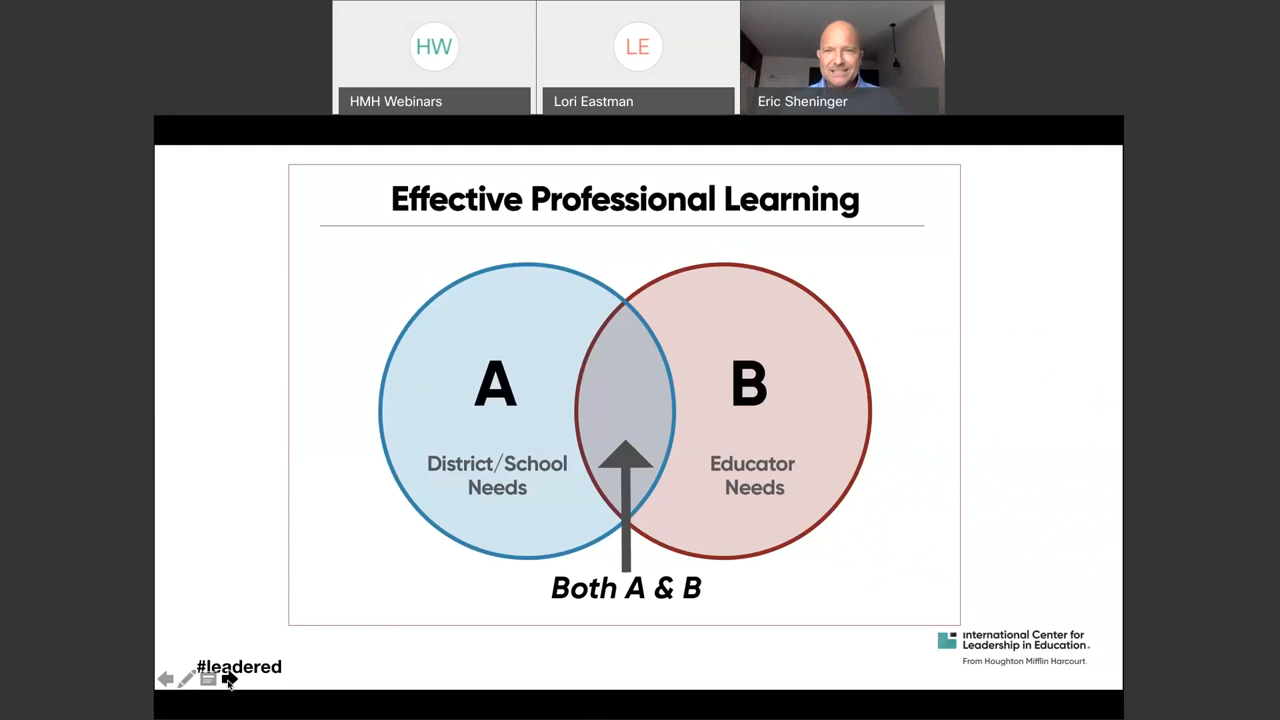 HW
LE
HMH Webinars
Lori Eastman
Eric Sheninger
Effective Professional Learning
A
B
District/School
Needs
Educator
Needs
Both A & B
International Center for
Leadership in Education.
From Houghton Mifflin Harcourt.
#leadered